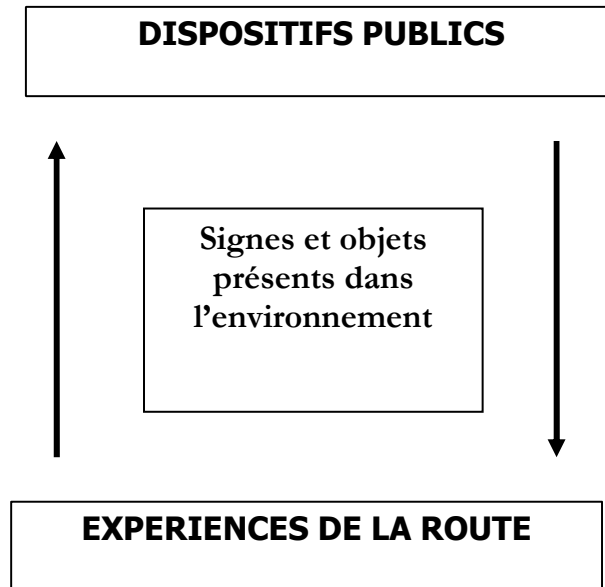 DISPOSITIFS PUBLICS
Signes et objets
présents dans
l’environnement
EXPERIENCES DE LA ROUTE